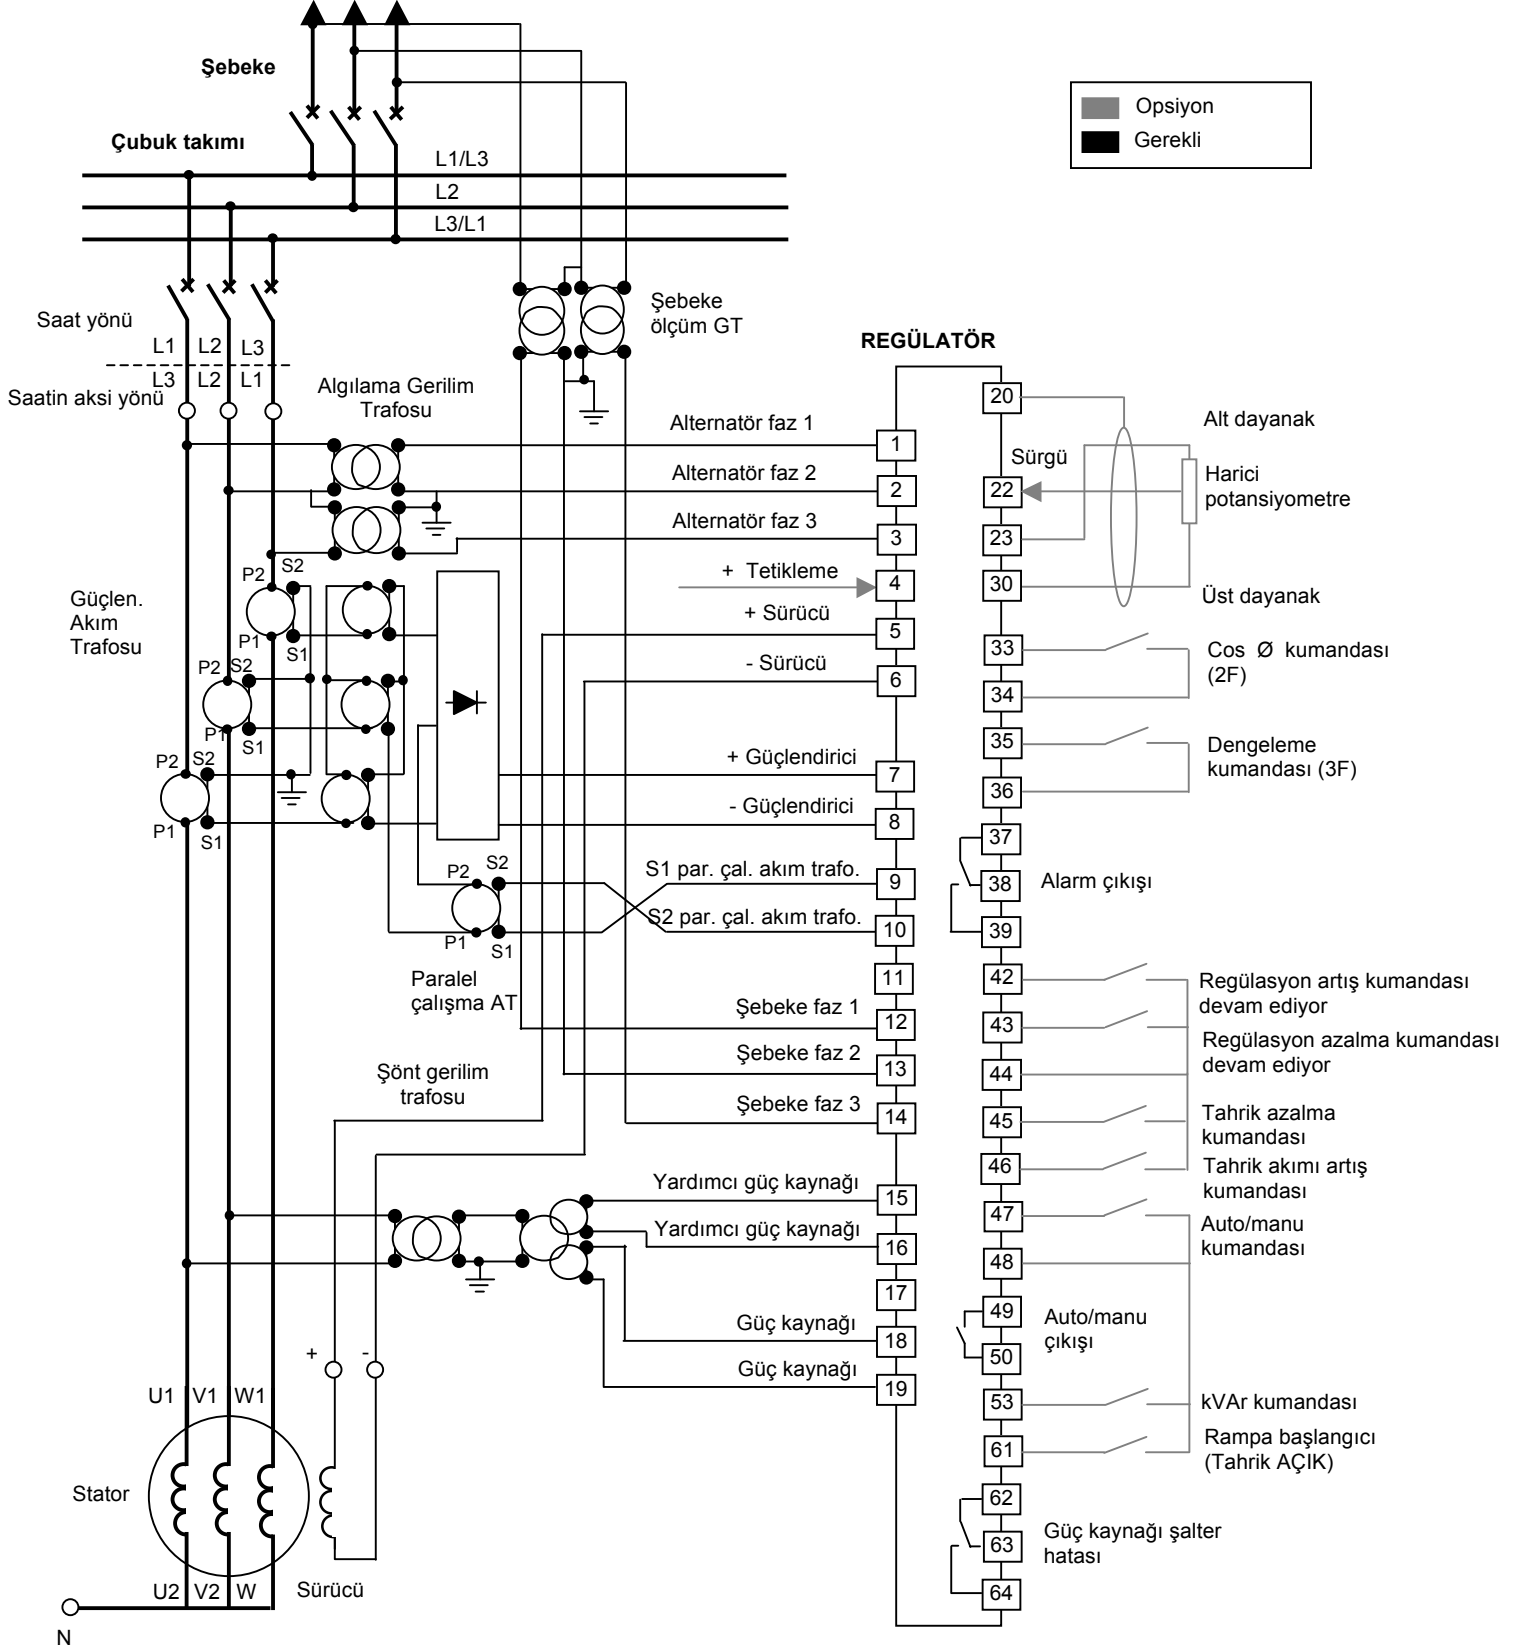 Şebeke
Çubuk takımı
L1/L3
L2
L3/L1
Opsiyon
Gerekli
Saat yönü
L1
L2
L3
L3
L2
L1
Saatin aksi yönü
Şebeke
ölçüm GT
Algılama Gerilim
Trafosu
REGÜLATÖR
Alternatör faz 1
1
Alternatör faz 2
2
Alternatör faz 3
3
+ Tetikleme
4
+ Sürücü
5
- Sürücü
6
+ Güçlendirici
7
- Güçlendirici
8
S1 par. çal. akım trafo.
9
S2 par. çal. akım trafo.
10
11
Şebeke faz 1
12
Şebeke faz 2
13
Şebeke faz 3
14
Yardımcı güç kaynağı
15
Yardımcı güç kaynağı
16
17
Güç kaynağı
18
Güç kaynağı
19
20
Alt dayanak
Sürgü
22
Harici
potansiyometre
23
30
Üst dayanak
33
Cos Ø kumandası
(2F)
34
35
Dengeleme
kumandası (3F)
36
37
38
Alarm çıkışı
39
42
Regülasyon artış kumandası
devam ediyor
43
Regülasyon azalma kumandası
devam ediyor
44
45
Tahrik azalma
kumandası
46
Tahrik akımı artış
kumandası
47
Auto/manu
kumandası
48
49
Auto/manu
çıkışı
50
53
kVAr kumandası
61
Rampa başlangıcı
(Tahrik AÇIK)
62
63
Güç kaynağı şalter
hatası
64
Güçlen.
Akım
Trafosu
P2
S2
P1
S1
P2
S2
P1
S1
P2
S2
P1
S1
P2
S2
P1
S1
Paralel
çalışma AT
Şönt gerilim
trafosu
+
-
U1
V1
W1
Stator
U2
V2
W
Sürücü
N